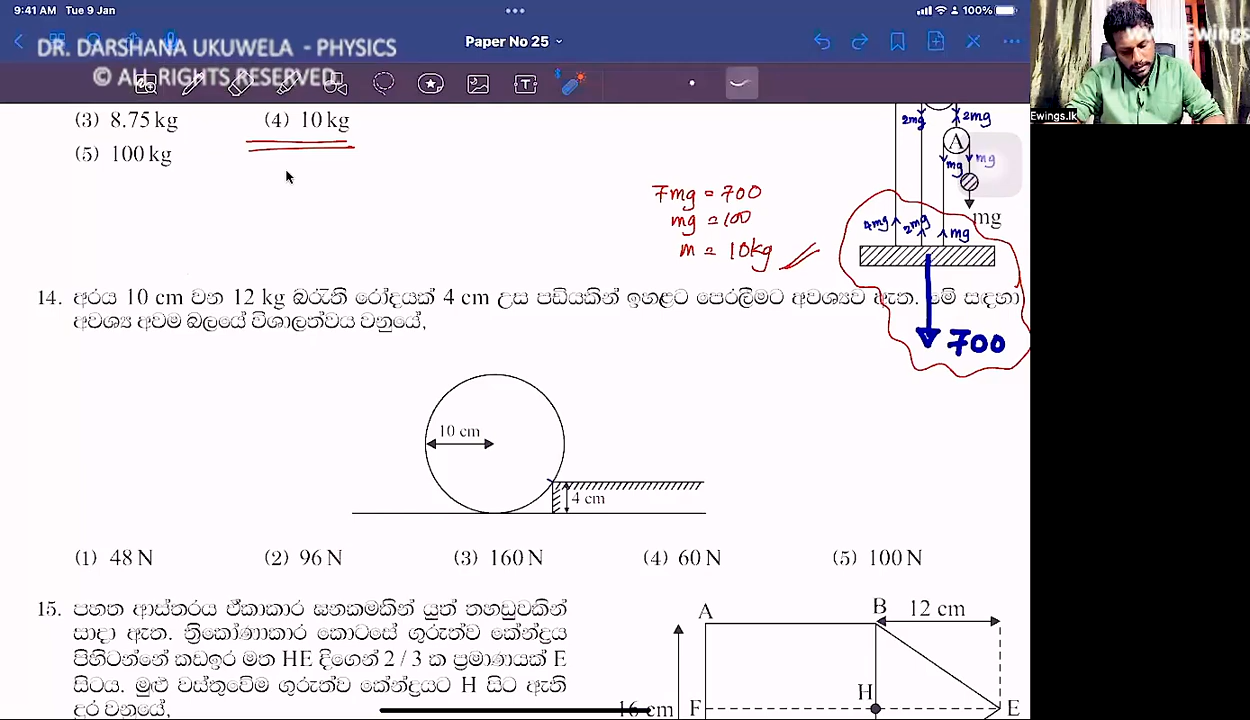 9:41 AM Tue 9 Jan
100%
DR. DARSHANA UKUWELA - PHYSICS
© ALL RIGHTS RESERVED
Paper No 25
www.Ewings
Ewings.lk
(3) 8.75 kg (4) 10 kg
(5) 100 kg
2mg 2mg
A
mg mg
7mg = 700
mg = 100
m = 10kg
mg
4mg 2mg mg
700
14. අරය 10 cm වන 12 kg බරැති රෝදයක් 4 cm උස පඩියකින් ඉහළට පෙරලීමට අවශ්‍යව ඇත. මේ සඳහා
අවශ්‍ය අවම බලයේ විශාලත්වය වනුයේ,
10 cm
4 cm
(1) 48 N (2) 96 N (3) 160 N (4) 60 N (5) 100 N
15. පහත ආස්තරය ඒකාකාර ඝනකමකින් යුත් තහඩුවකින්
සාදා ඇත. ත්‍රිකෝණාකාර කොටසේ ගුරුත්ව කේන්ද්‍රය
පිහිටන්නේ කඩඉර මත HE දිගෙන් 2 / 3 ක ප්‍රමාණයක් E
සිටය. මුළු වස්තුවේම ගුරුත්ව කේන්ද්‍රයට H සිට ඇති
දුර වනුයේ,
A B 12 cm
H
16 cm F E